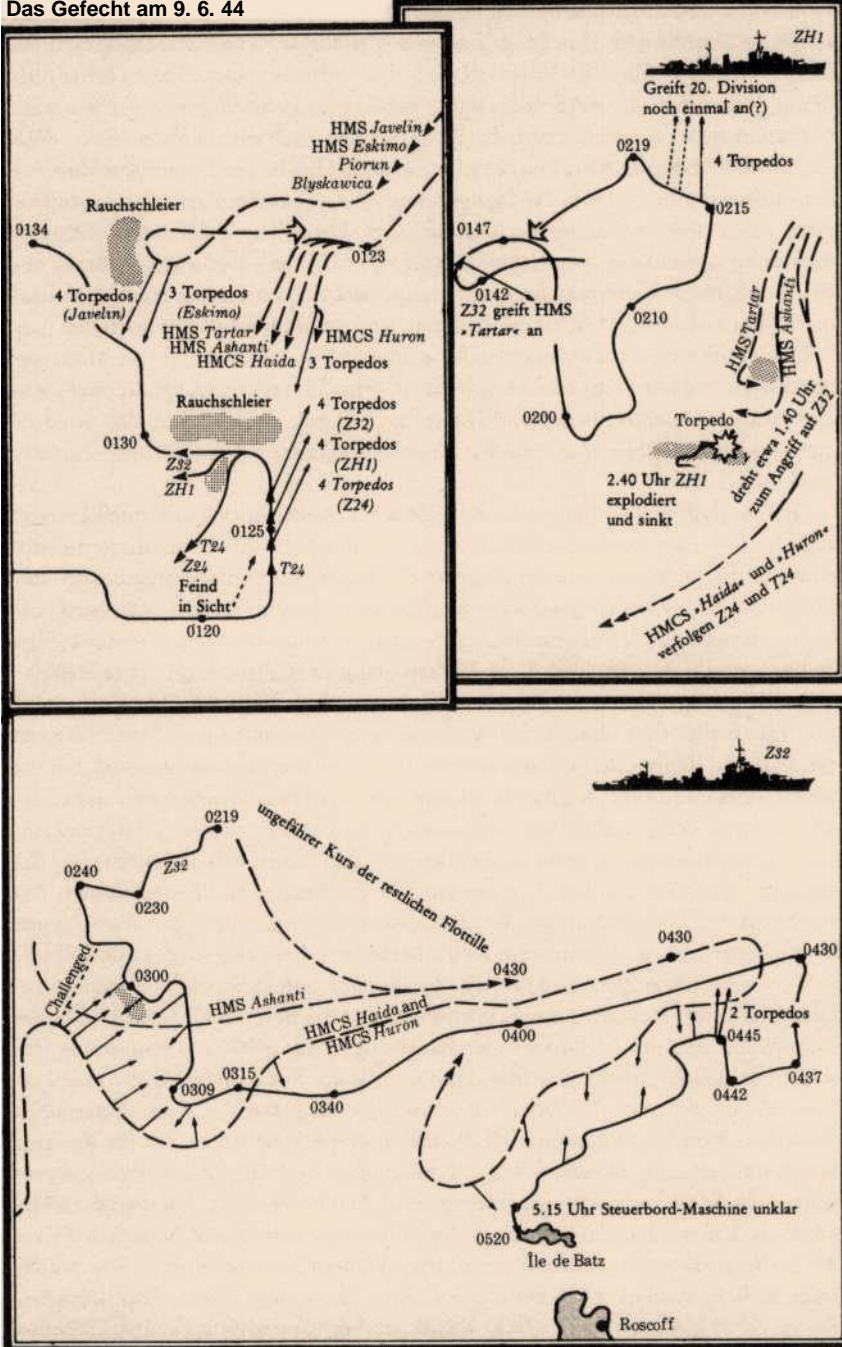 Das Gefecht am 9. 6. 44
HMS Javelin
HMS Eskimo
Piorun
Blyskawica
Rauchschleier
0134
0123
4 Torpedos
(Javelin)
3 Torpedos
(Eskimo)
HMS Tartar
HMS Ashanti
HMCS Haida
HMCS Huron
3 Torpedos
Rauchschleier
4 Torpedos
(Z32)
4 Torpedos
(ZH1)
4 Torpedos
(Z24)
0130
Z32
ZH1
0125
T24
Z24
T24
Feind
in Sicht
0120
ZH1
Greift 20. Division
noch einmal an(?)
0219
4 Torpedos
0215
0147
0142
Z32 greift HMS
»Tartar« an
0210
HMS Tartar
HMS Ashanti
0200
Torpedo
dreht etwa 1.40 Uhr
zum Angriff auf Z32
2.40 Uhr ZH1
explodiert
und sinkt
HMCS »Haida« und »Huron«
verfolgen Z24 und T24
Z32
0219
ungefährer Kurs der restlichen Flottille
0240
Z32
0230
0430
0430
0430
Challenged
0300
HMS Ashanti
HMCS Haida and
HMCS Huron
2 Torpedos
0400
0445
0315
0309
0340
0437
0442
5.15 Uhr Steuerbord-Maschine unklar
0520
Île de Batz
Roscoff